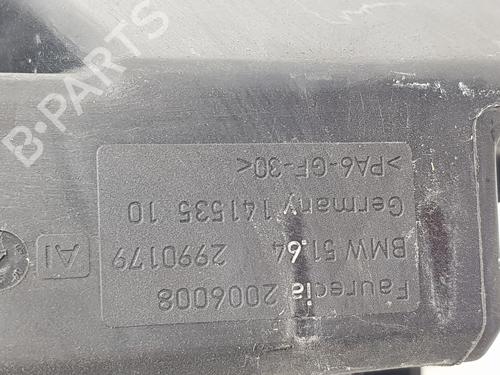 Faurecia 2006008
BMW 51.64 2990179
Germany 141535 10
>PA6-GF-30<
AI
B-PARTS